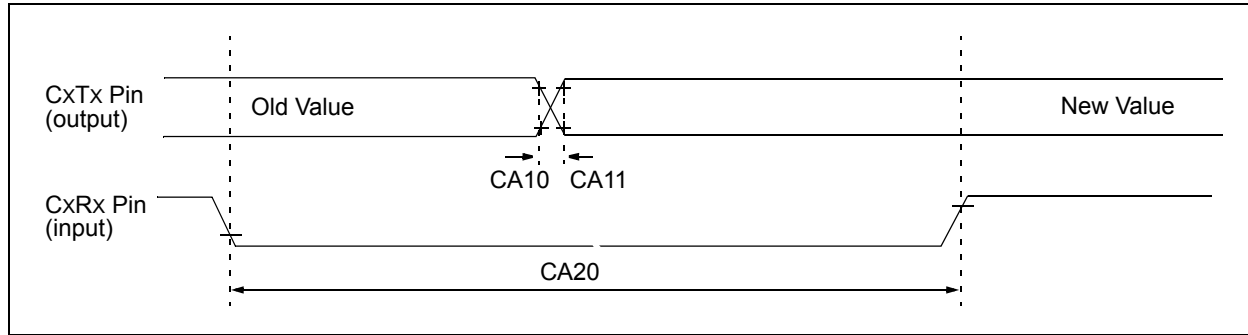 CxTx Pin
(output)
Old Value
New Value
CA10 CA11
CxRx Pin
(input)
CA20